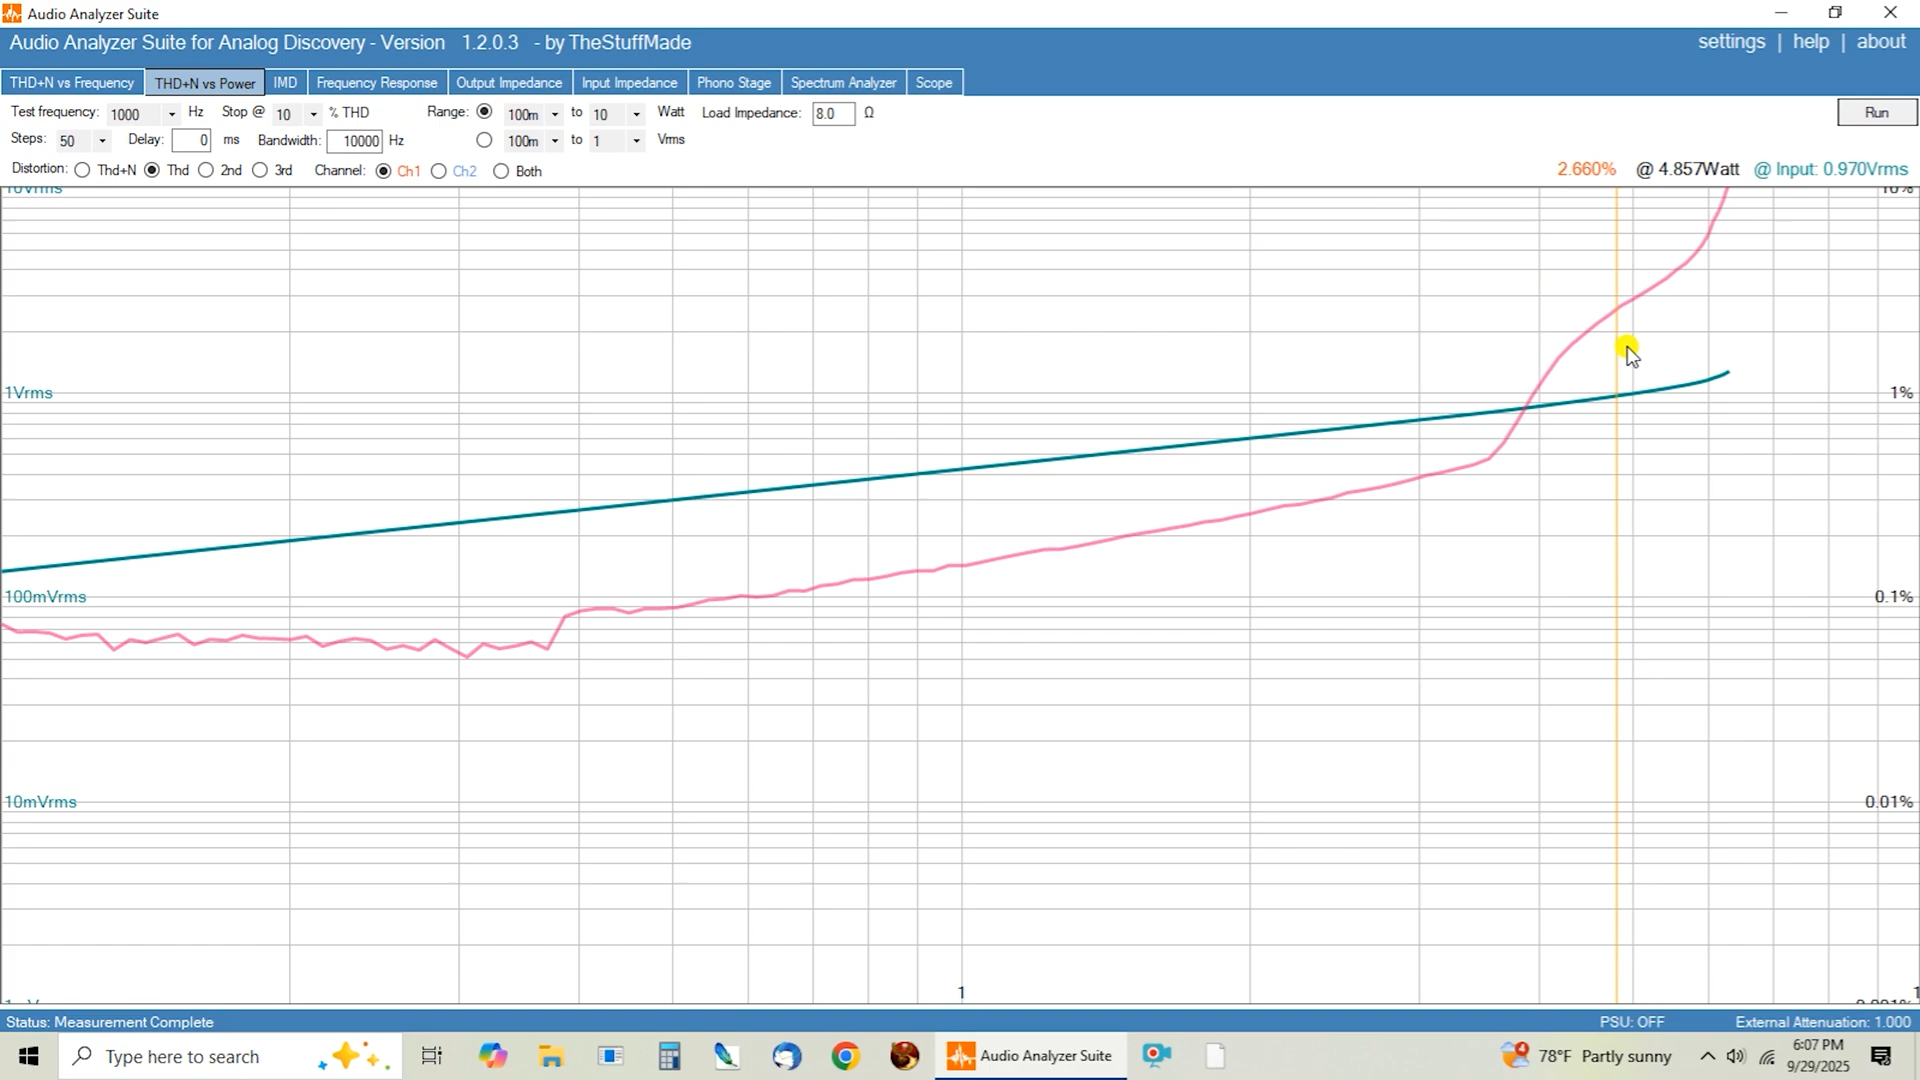 Audio Analyzer Suite
Audio Analyzer Suite for Analog Discovery - Version 1.2.0.3 - by TheStuffMade
settings | help | about
THD+N vs Frequency THD+N vs Power IMD Frequency Response Output Impedance Input Impedance Phono Stage Spectrum Analyzer Scope
Test frequency: 1000 Hz Stop @ 10 % THD Range: 100m to 10 Watt Load Impedance: 8.0 Ω Run
Steps: 50 Delay: 0 ms Bandwidth: 10000 Hz 100m to 1 Vrms
Distortion: Thd+N Thd 2nd 3rd Channel: Ch1 Ch2 Both 2.660% @ 4.857Watt @ Input: 0.970Vrms
10Vrms 10%
1Vrms 1%
100mVrms 0.1%
10mVrms 0.01%
1 1
0.001%
Status: Measurement Complete PSU: OFF External Attenuation: 1.000
Type here to search Audio Analyzer Suite 78°F Partly sunny 6:07 PM
9/29/2025